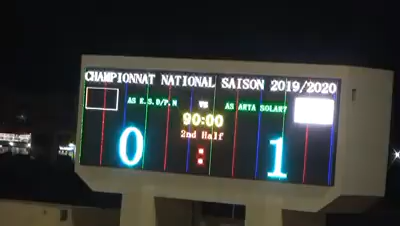 CHAMPIONNAT NATIONAL SAISON 2019/2020
AS K.S.B/P.N VS AS ARTA SOLAR7
90:00
2nd Half
0 : 1